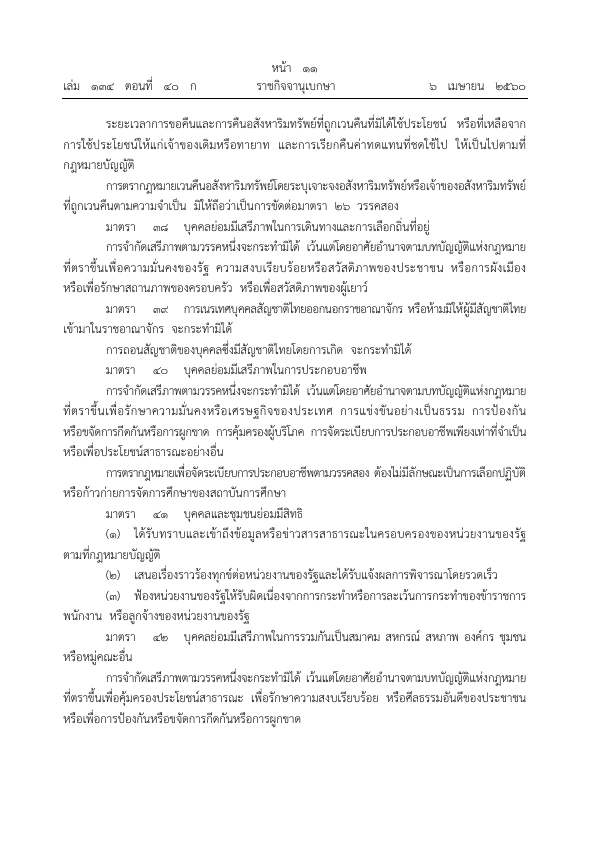 หน้า ๑๑
เล่ม ๑๓๔ ตอนที่ ๔๐ ก ราชกิจจานุเบกษา ๖ เมษายน ๒๕๖๐
ระยะเวลาการขอคืนและการคืนอสังหาริมทรัพย์ที่ถูกเวนคืนที่มิได้ใช้ประโยชน์ หรือที่เหลือจาก
การใช้ประโยชน์ให้แก่เจ้าของเดิมหรือทายาท และการเรียกคืนค่าทดแทนที่ชดใช้ไป ให้เป็นไปตามที่
กฎหมายบัญญัติ
การตรากฎหมายเวนคืนอสังหาริมทรัพย์โดยระบุเจาะจงอสังหาริมทรัพย์หรือเจ้าของอสังหาริมทรัพย์
ที่ถูกเวนคืนตามความจำเป็น มิให้ถือว่าเป็นการขัดต่อมาตรา ๒๖ วรรคสอง
มาตรา ๓๘ บุคคลย่อมมีเสรีภาพในการเดินทางและการเลือกถิ่นที่อยู่
การจำกัดเสรีภาพตามวรรคหนึ่งจะกระทำมิได้ เว้นแต่โดยอาศัยอำนาจตามบทบัญญัติแห่งกฎหมาย
ที่ตราขึ้นเพื่อความมั่นคงของรัฐ ความสงบเรียบร้อยหรือสวัสดิภาพของประชาชน หรือการผังเมือง
หรือเพื่อรักษาสถานภาพของครอบครัว หรือเพื่อสวัสดิภาพของผู้เยาว์
มาตรา ๓๙ การเนรเทศบุคคลสัญชาติไทยออกนอกราชอาณาจักร หรือห้ามมิให้ผู้มีสัญชาติไทย
เข้ามาในราชอาณาจักร จะกระทำมิได้
การถอนสัญชาติของบุคคลซึ่งมีสัญชาติไทยโดยการเกิด จะกระทำมิได้
มาตรา ๔๐ บุคคลย่อมมีเสรีภาพในการประกอบอาชีพ
การจำกัดเสรีภาพตามวรรคหนึ่งจะกระทำมิได้ เว้นแต่โดยอาศัยอำนาจตามบทบัญญัติแห่งกฎหมาย
ที่ตราขึ้นเพื่อรักษาความมั่นคงหรือเศรษฐกิจของประเทศ การแข่งขันอย่างเป็นธรรม การป้องกัน
หรือขจัดการกีดกันหรือการผูกขาด การคุ้มครองผู้บริโภค การจัดระเบียบการประกอบอาชีพเพียงเท่าที่จำเป็น
หรือเพื่อประโยชน์สาธารณะอย่างอื่น
การตรากฎหมายเพื่อจัดระเบียบการประกอบอาชีพตามวรรคสอง ต้องไม่มีลักษณะเป็นการเลือกปฏิบัติ
หรือก้าวก่ายการจัดการศึกษาของสถาบันการศึกษา
มาตรา ๔๑ บุคคลและชุมชนย่อมมีสิทธิ
(๑) ได้รับทราบและเข้าถึงข้อมูลหรือข่าวสารสาธารณะในครอบครองของหน่วยงานของรัฐ
ตามที่กฎหมายบัญญัติ
(๒) เสนอเรื่องราวร้องทุกข์ต่อหน่วยงานของรัฐและได้รับแจ้งผลการพิจารณาโดยรวดเร็ว
(๓) ฟ้องหน่วยงานของรัฐให้รับผิดเนื่องจากการกระทำหรือการละเว้นการกระทำของข้าราชการ
พนักงาน หรือลูกจ้างของหน่วยงานของรัฐ
มาตรา ๔๒ บุคคลย่อมมีเสรีภาพในการรวมกันเป็นสมาคม สหกรณ์ สหภาพ องค์กร ชุมชน
หรือหมู่คณะอื่น
การจำกัดเสรีภาพตามวรรคหนึ่งจะกระทำมิได้ เว้นแต่โดยอาศัยอำนาจตามบทบัญญัติแห่งกฎหมาย
ที่ตราขึ้นเพื่อคุ้มครองประโยชน์สาธารณะ เพื่อรักษาความสงบเรียบร้อย หรือศีลธรรมอันดีของประชาชน
หรือเพื่อการป้องกันหรือขจัดการกีดกันหรือการผูกขาด